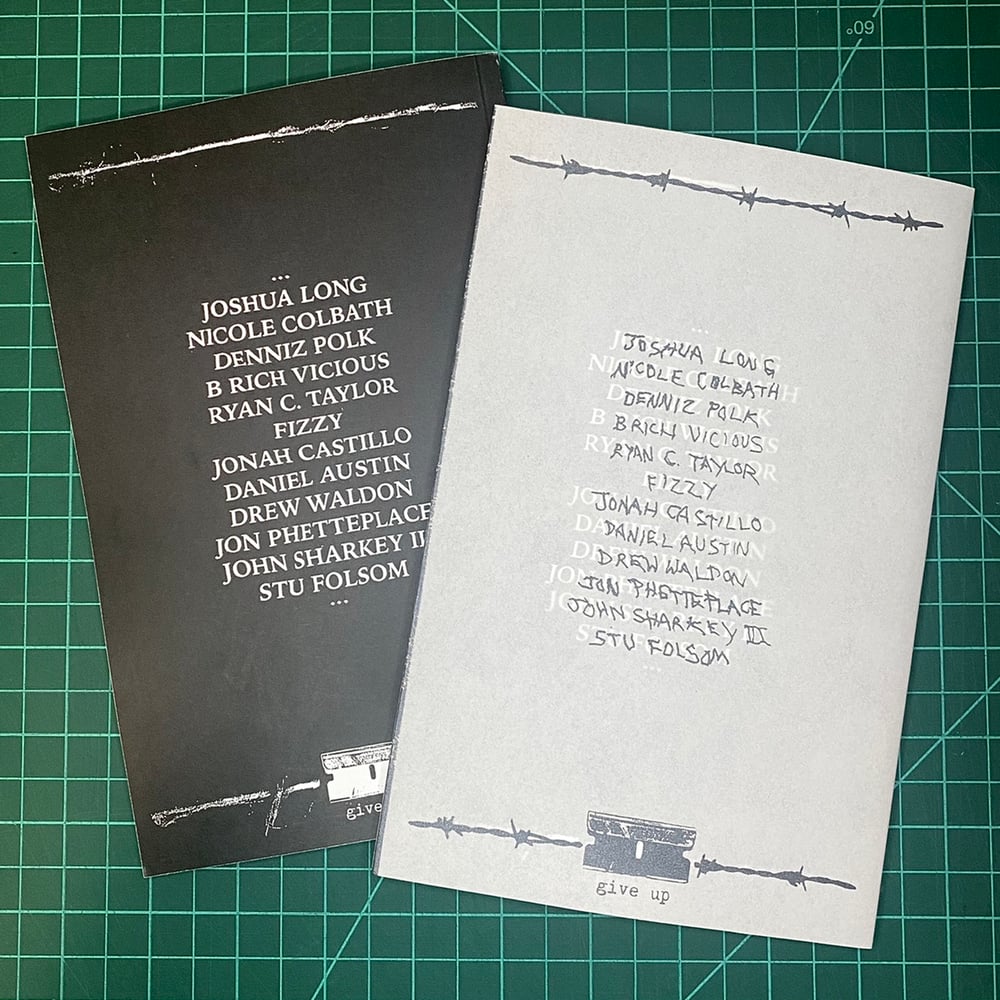 60°
...
JOSHUA LONG
NICOLE COLBATH
DENNIZ POLK
B RICH VICIOUS
RYAN C. TAYLOR
FIZZY
JONAH CASTILLO
DANIEL AUSTIN
DREW WALDON
JON PHETTEPLACE
JOHN SHARKEY II
STU FOLSOM
...
give
...
JOSHUA LONG
NICOLE COLBATH
DENNIZ POLK
B RICH VICIOUS
RYAN C. TAYLOR
FIZZY
JONAH CASTILLO
DANIEL AUSTIN
DREW WALDON
JON PHETTEPLACE
JOHN SHARKEY III
STU FOLSOM
...
give up